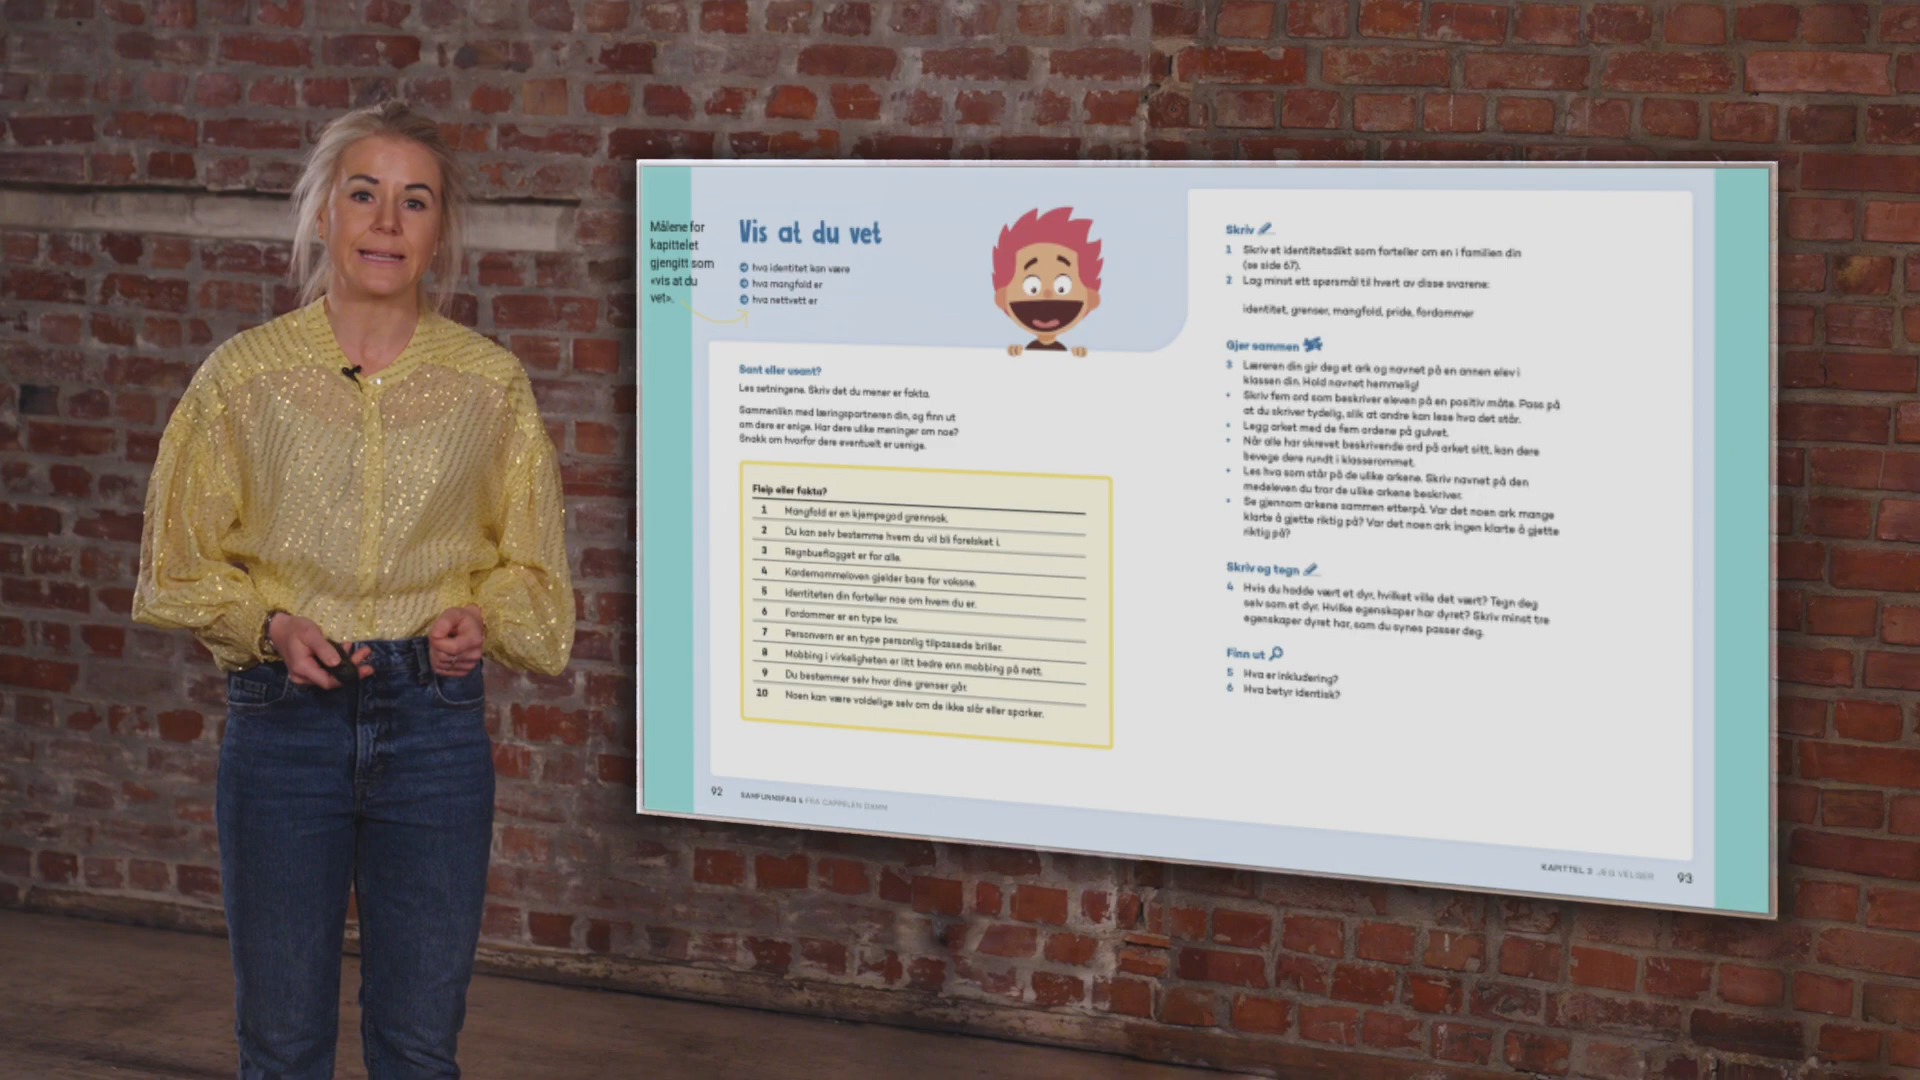 Målene for
kapittelet
gjengitt som
«vis at du
vet».
Vis at du vet
hva identitet kan være
hva mangfold er
hva nettvett er
Sant eller usant?
Les setningene. Skriv det du mener er fakta.
Sammenlikn med læringspartneren din, og finn ut
om dere er enige. Har dere ulike meninger om noe?
Snakk om hvorfor dere eventuelt er uenige.
Fleip eller fakta?
1 Mangfold er en kjempegod grønnsak.
2 Du kan selv bestemme hvem du vil bli forelsket i.
3 Regnbueflagget er for alle.
4 Kardemommeloven gjelder bare for voksne.
5 Identiteten din forteller noe om hvem du er.
6 Fordommer er en type lov.
7 Personvern er en type personlig tilpassede briller.
8 Mobbing i virkeligheten er litt bedre enn mobbing på nett.
9 Du bestemmer selv hvor dine grenser går.
10 Noen kan være voldelige selv om de ikke slår eller sparker.
92 SAMFUNNSFAG 5 FRA CAPPELEN DAMM
Skriv
1 Skriv et identitetsdikt som forteller om en i familien din
(se side 67).
2 Lag minst ett spørsmål til hvert av disse svarene:
identitet, grenser, mangfold, pride, fordommer
Gjør sammen
3 Læreren din gir deg et ark og navnet på en annen elev i
klassen din. Hold navnet hemmelig!
• Skriv fem ord som beskriver eleven på en positiv måte. Pass på
at du skriver tydelig, slik at andre kan lese hva det står.
• Legg arket med de fem ordene på gulvet.
• Når alle har skrevet beskrivende ord på arket sitt, kan dere
bevege dere rundt i klasserommet.
• Les hva som står på de ulike arkene. Skriv navnet på den
medeleven du tror de ulike arkene beskriver.
• Se gjennom arkene sammen etterpå. Var det noen ark mange
klarte å gjette riktig på? Var det noen ark ingen klarte å gjette
riktig på?
Skriv og tegn
4 Hvis du hadde vært et dyr, hvilket ville det vært? Tegn deg
selv som et dyr. Hvilke egenskaper har dyret? Skriv minst tre
egenskaper dyret har, som du synes passer deg.
Finn ut
5 Hva er inkludering?
6 Hva betyr identisk?
KAPITTEL 3 JEG VELGER 93